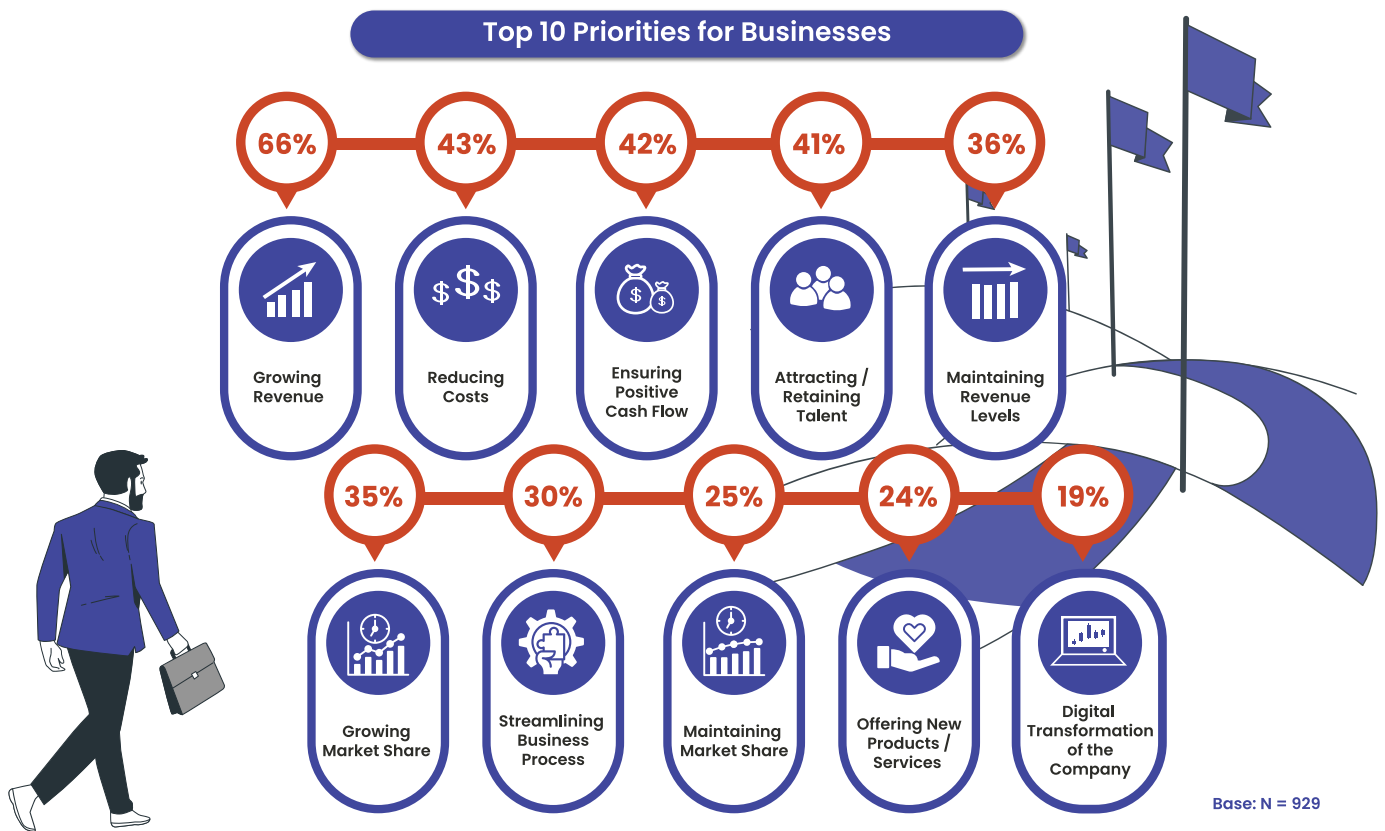 Top 10 Priorities for Businesses
66%
43%
42%
41%
36%
Growing
Revenue
Reducing
Costs
Ensuring
Positive
Cash Flow
Attracting /
Retaining
Talent
Maintaining
Revenue
Levels
35%
30%
25%
24%
19%
Growing
Market Share
Streamlining
Business
Process
Maintaining
Market Share
Offering New
Products /
Services
Digital
Transformation
of the
Company
Base: N = 929